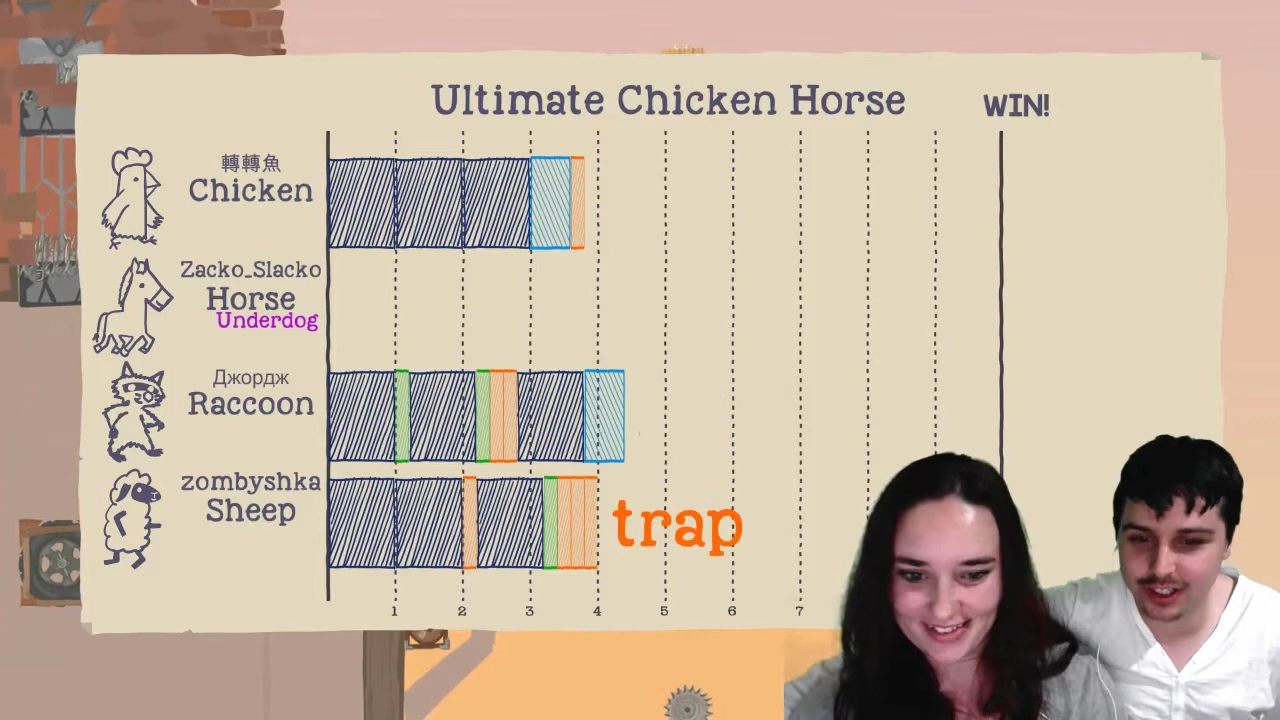 Ultimate Chicken Horse
WIN!
轉轉魚
Chicken
Zacko_Slacko
Horse
Underdog
Джордж
Raccoon
zombyshka
Sheep
trap
1 2 3 4 5 6 7